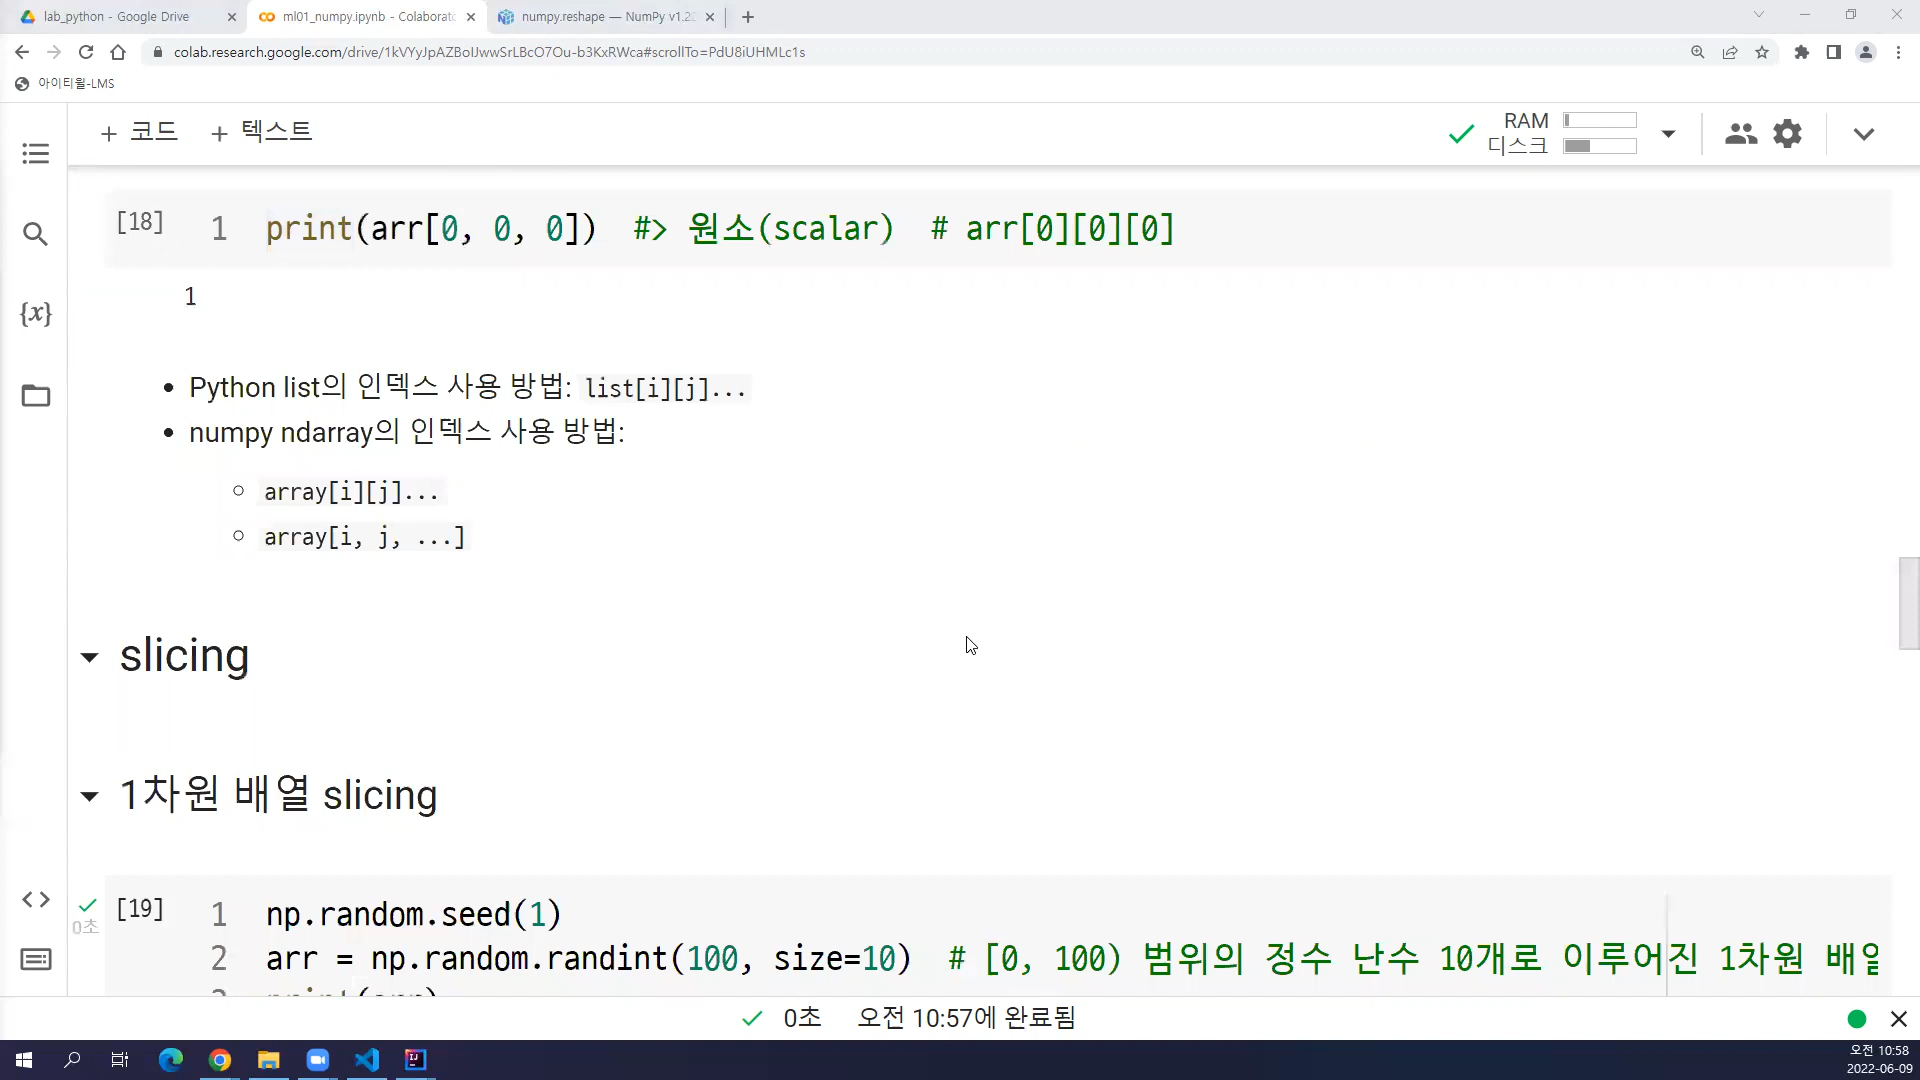 lab_python - Google Drive
ml01_numpy.ipynb - Colaborato
numpy.reshape — NumPy v1.2
colab.research.google.com/drive/1kVYyJpAZBoIJwwSrLBcO7Ou-b3KxRWca#scrollTo=PdU8iUHMLc1s
아이티윌-LMS
+ 코드 + 텍스트
RAM
디스크
[18] 1 print(arr[0, 0, 0]) #> 원소(scalar) # arr[0][0][0]
1
• Python list의 인덱스 사용 방법: list[i][j]...
• numpy ndarray의 인덱스 사용 방법:
array[i][j]...
array[i, j, ...]
slicing
1차원 배열 slicing
[19] 1 np.random.seed(1)
0초
2 arr = np.random.randint(100, size=10) # [0, 100) 범위의 정수 난수 10개로 이루어진 1차원 배열
3 print(arr)
0초 오전 10:57에 완료됨
오전 10:58
2022-06-09